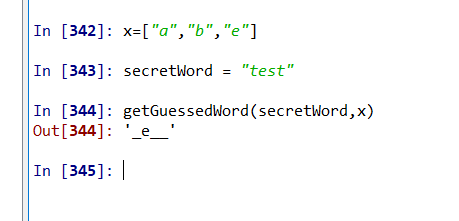 In [342]: x=["a","b","e"]
In [343]: secretWord = "test"
In [344]: getGuessedWord(secretWord,x)
Out[344]: '_e__'
In [345]: